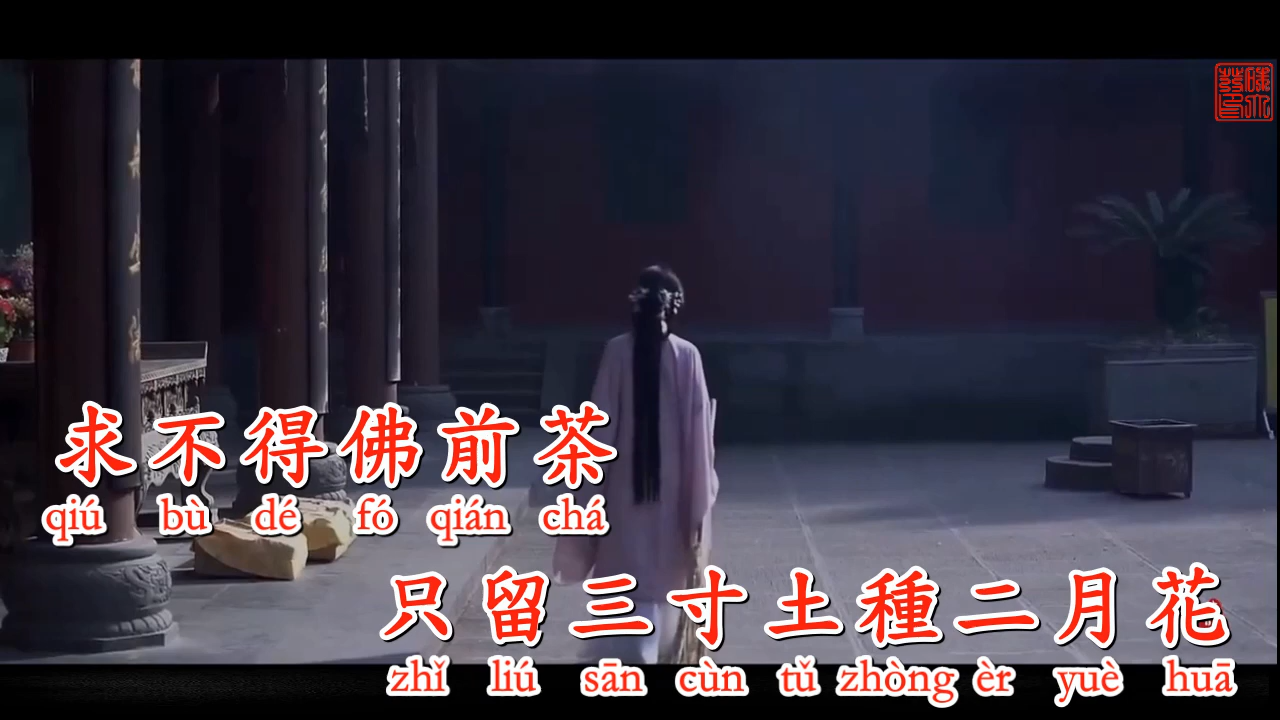 求不得佛前茶
qiú bù dé fó qián chá
只留三寸土種二月花
zhǐ liú sān cùn tǔ zhòng èr yuè huā